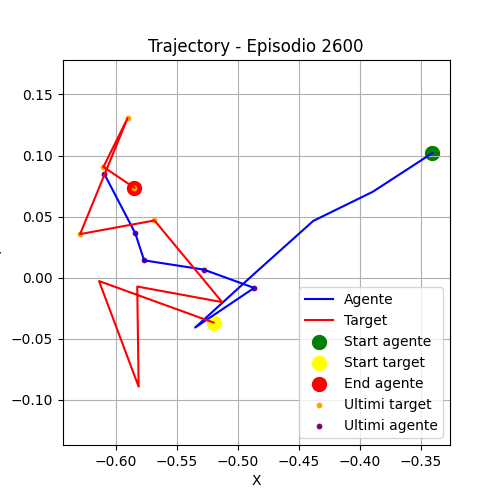 Trajectory - Episodio 2600
0.15
0.10
0.05
0.00
−0.05
−0.10
−0.60 −0.55 −0.50 −0.45 −0.40 −0.35
X
Agente
Target
Start agente
Start target
End agente
Ultimi target
Ultimi agente